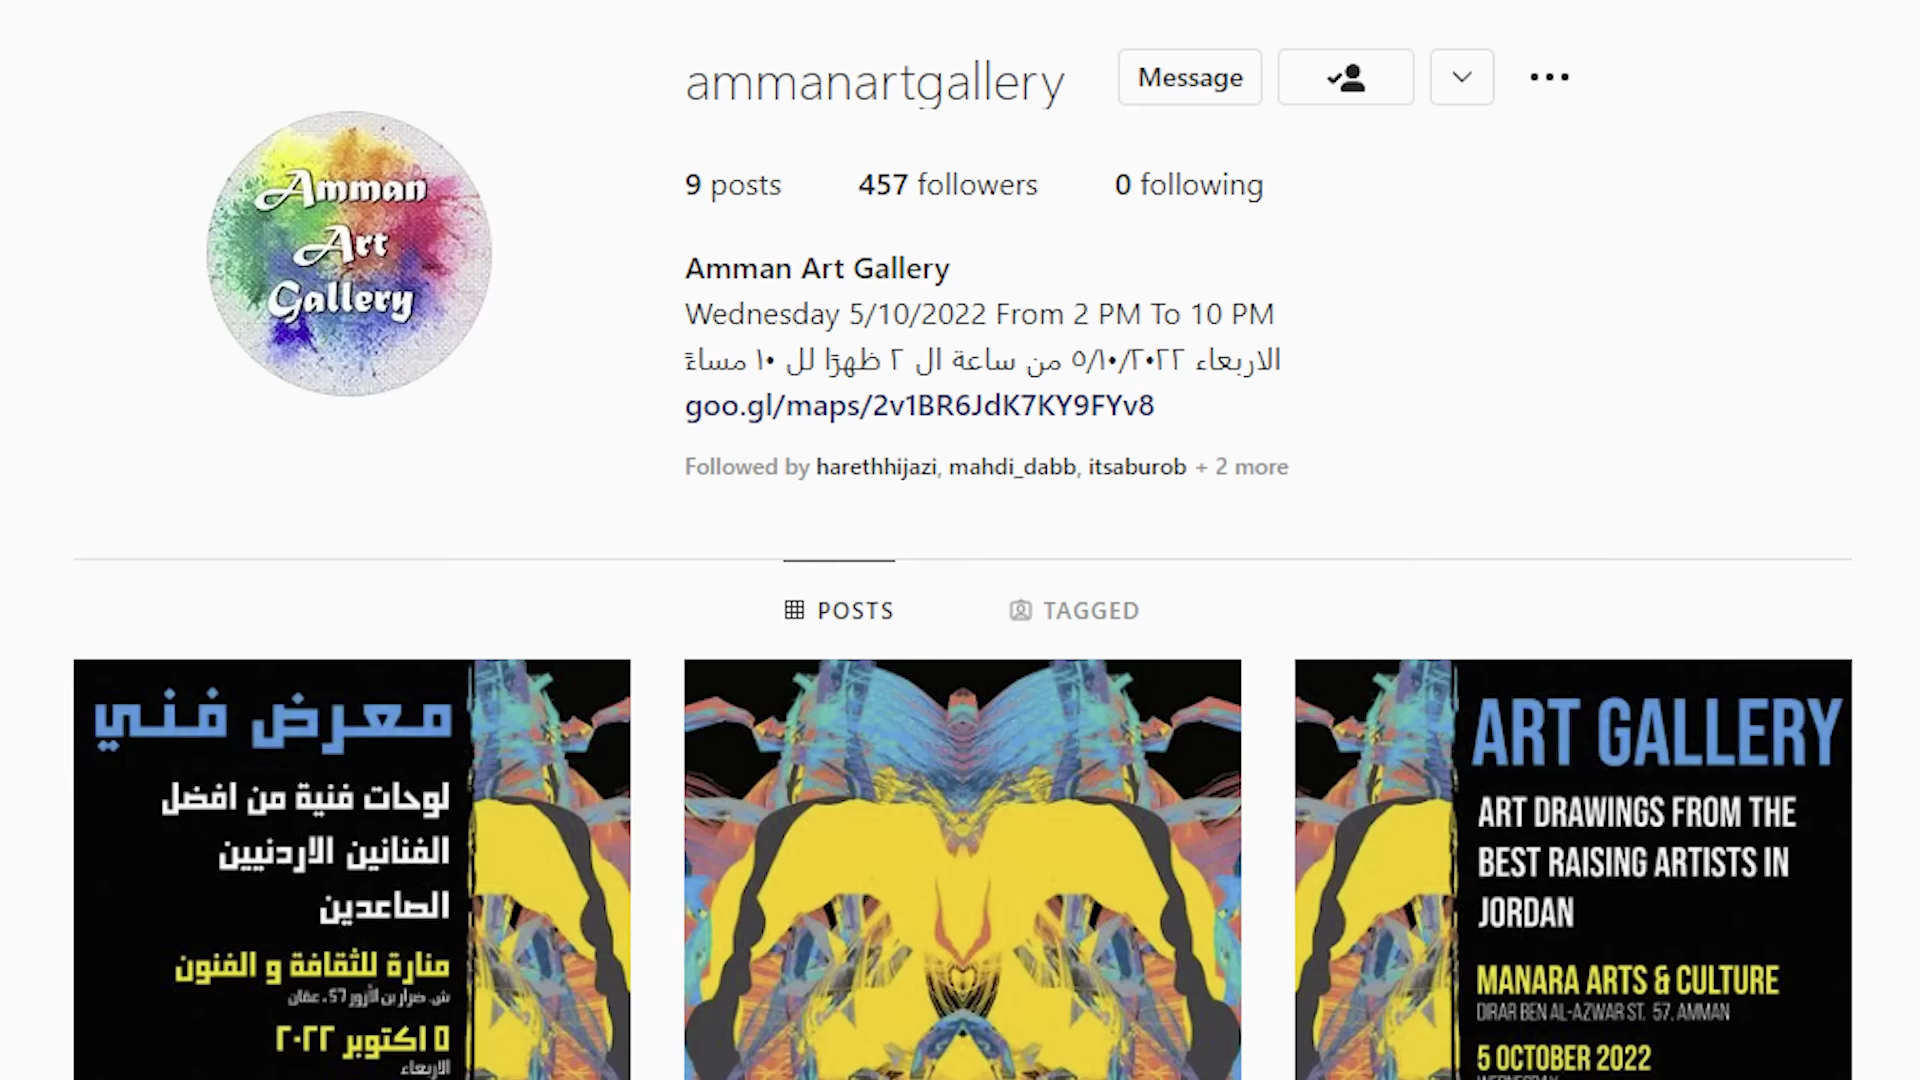 ammanartgallery
Message
Amman
Art
Gallery
9 posts
457 followers
0 following
Amman Art Gallery
Wednesday 5/10/2022 From 2 PM To 10 PM
الاربعاء ٥/١٠/٢٠٢٢ من ساعة ال ٢ ظهرًا لل ١٠ مساءً
goo.gl/maps/2v1BR6JdK7KY9FYv8
Followed by harethhijazi, mahdi_dabb, itsaburob + 2 more
POSTS
TAGGED
معرض فني
لوحات فنية من افضل
الفنانين الاردنيين
الصاعدين
منارة للثقافة و الفنون
ش. ضرار بن الأزور 57، عمّان
٥ اكتوبر ٢٠٢٢
الاربعاء
ART GALLERY
ART DRAWINGS FROM THE
BEST RAISING ARTISTS IN
JORDAN
MANARA ARTS & CULTURE
DIRAR BEN AL-AZWAR ST. 57, AMMAN
5 OCTOBER 2022